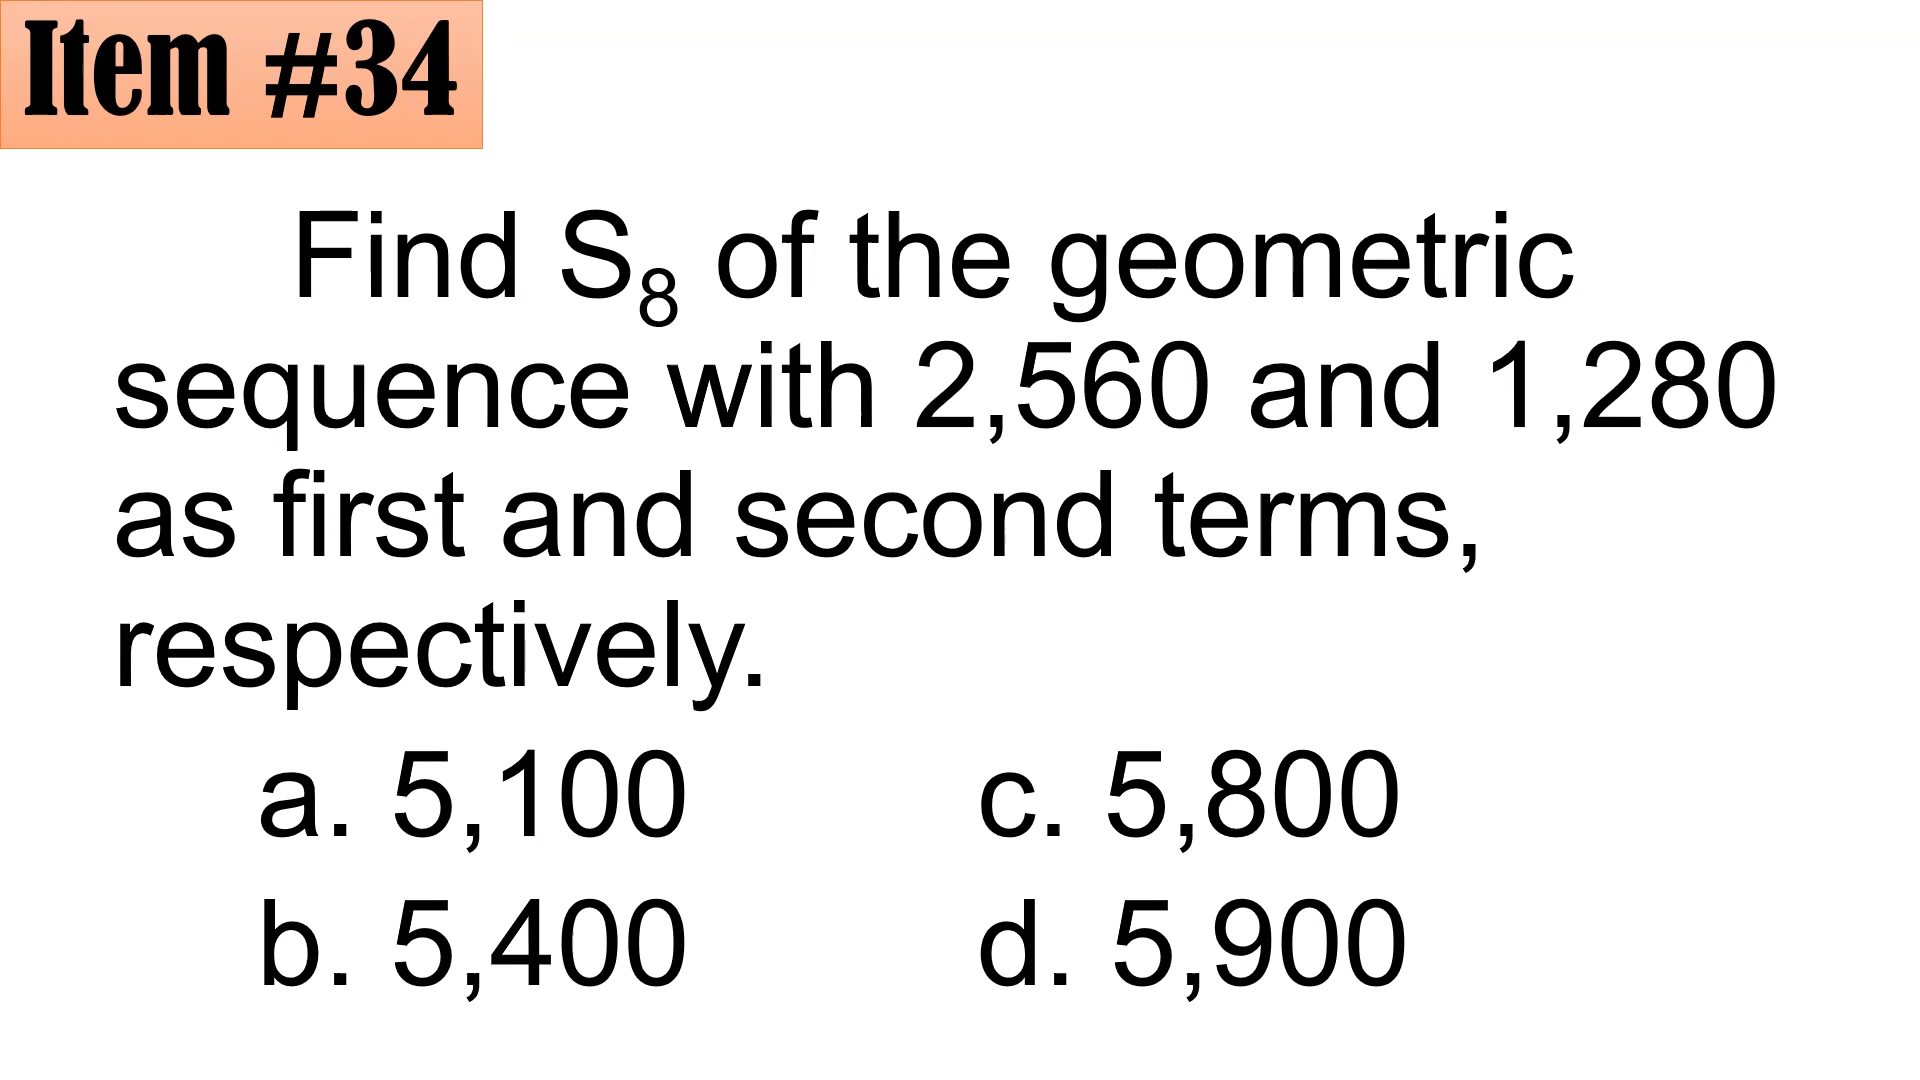 Item #34
Find S₈ of the geometric
sequence with 2,560 and 1,280
as first and second terms,
respectively.
a. 5,100 c. 5,800
b. 5,400 d. 5,900